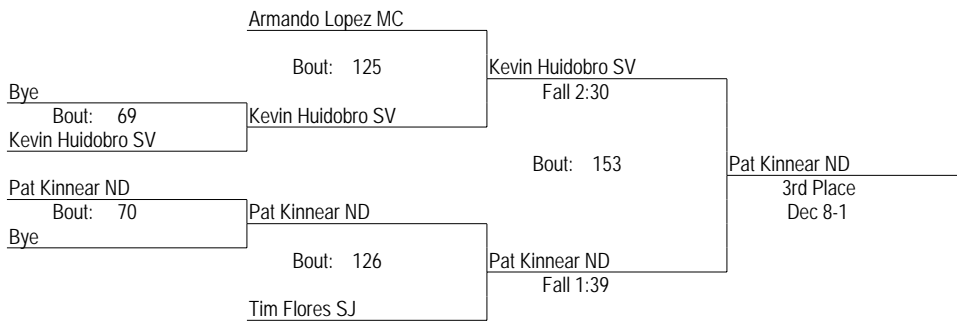 Armando Lopez MC
Bout: 125
Kevin Huidobro SV
Fall 2:30
Bye
Bout: 69
Kevin Huidobro SV
Kevin Huidobro SV
Bout: 153
Pat Kinnear ND
3rd Place
Dec 8-1
Pat Kinnear ND
Bout: 70
Pat Kinnear ND
Bye
Bout: 126
Pat Kinnear ND
Fall 1:39
Tim Flores SJ